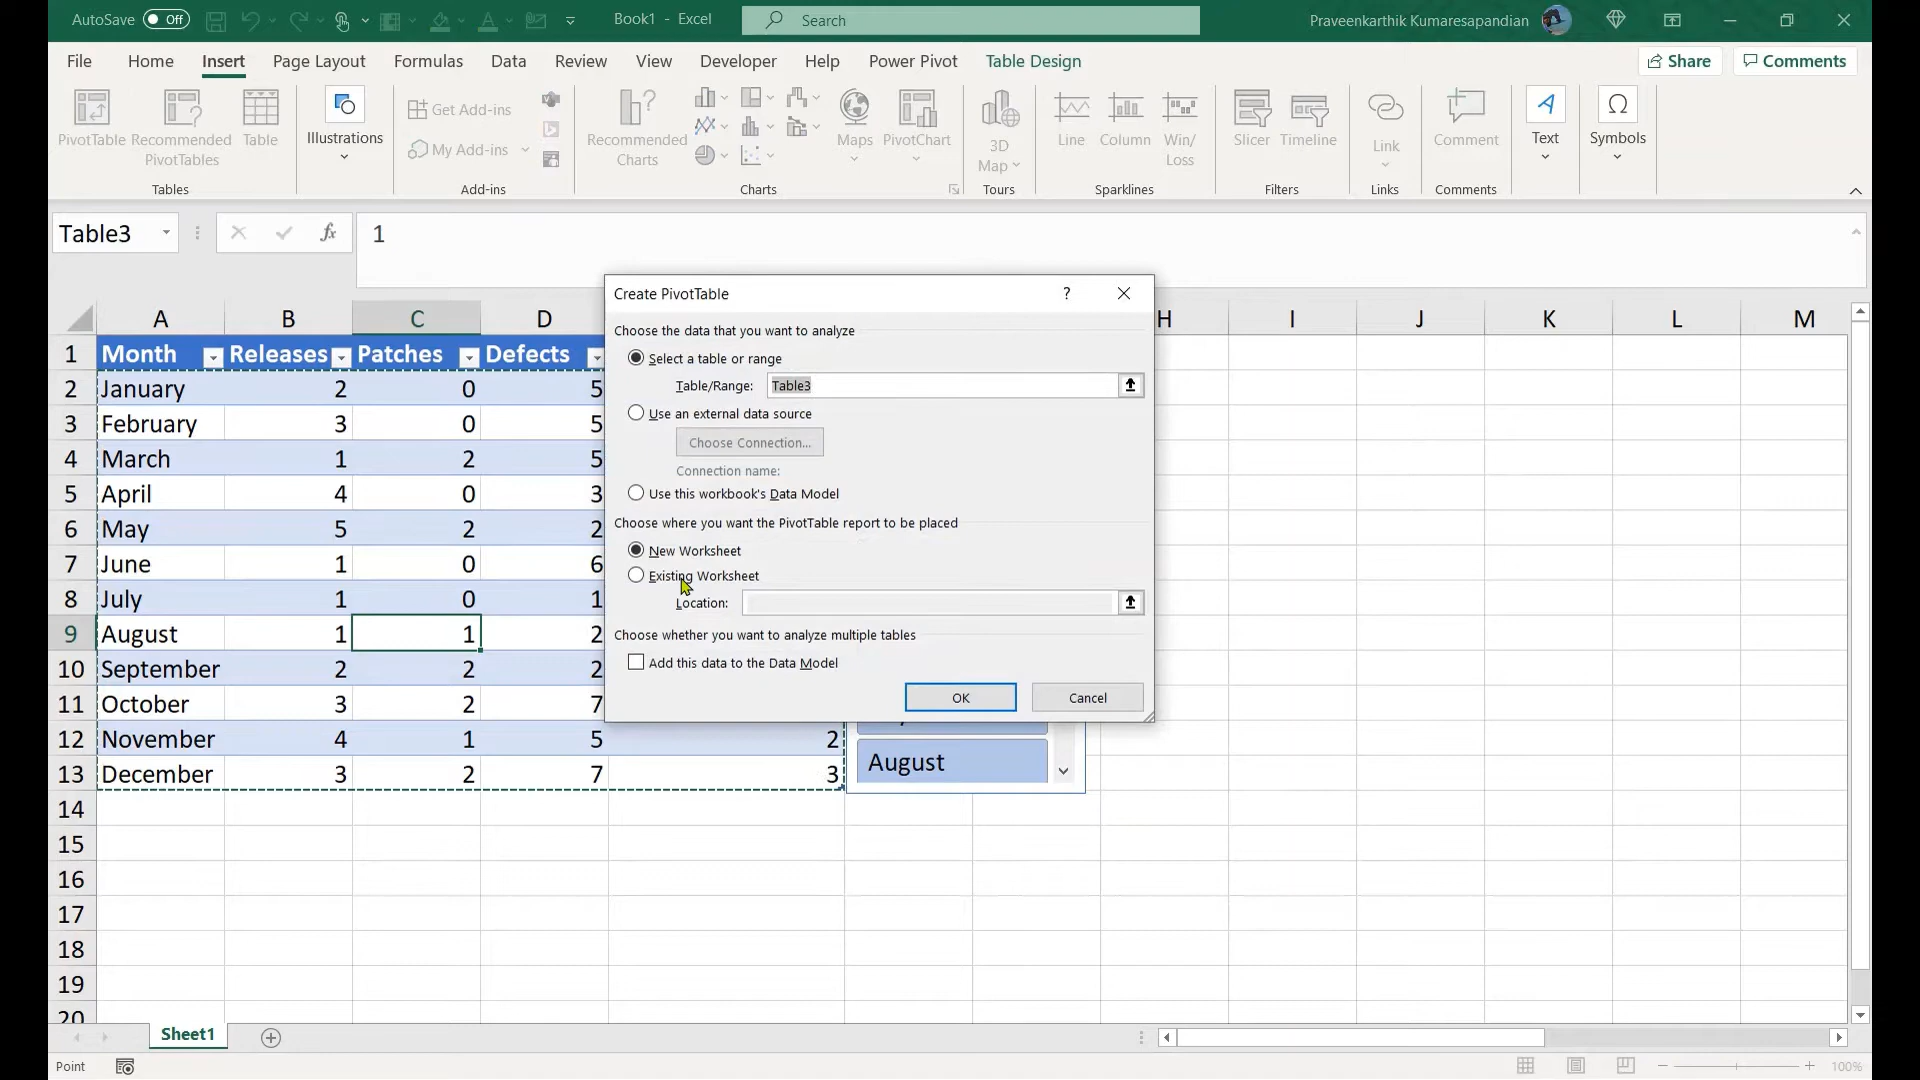 AutoSave Off Book1 - Excel Search Praveenkarthik Kumaresapandian
File Home Insert Page Layout Formulas Data Review View Developer Help Power Pivot Table Design Share Comments
PivotTable Recommended PivotTables Table Illustrations Get Add-ins My Add-ins Recommended Charts Maps PivotChart 3D Map Line Column Win/Loss Slicer Timeline Link Comment Text Symbols
Tables Add-ins Charts Tours Sparklines Filters Links Comments
Table3 fx 1
A B C D H I J K L M
1 Month Releases Patches Defects
2 January 2 0 5
3 February 3 0 5
4 March 1 2 5
5 April 4 0 3
6 May 5 2 2
7 June 1 0 6
8 July 1 0 1
9 August 1 1 2
10 September 2 2 2
11 October 3 2 7
12 November 4 1 5 2
13 December 3 2 7 3
14
15
16
17
18
19
20
Create PivotTable ?
Choose the data that you want to analyze
Select a table or range
Table/Range: Table3
Use an external data source
Choose Connection...
Connection name:
Use this workbook's Data Model
Choose where you want the PivotTable report to be placed
New Worksheet
Existing Worksheet
Location:
Choose whether you want to analyze multiple tables
Add this data to the Data Model
OK Cancel
August
Sheet1
Point 100%